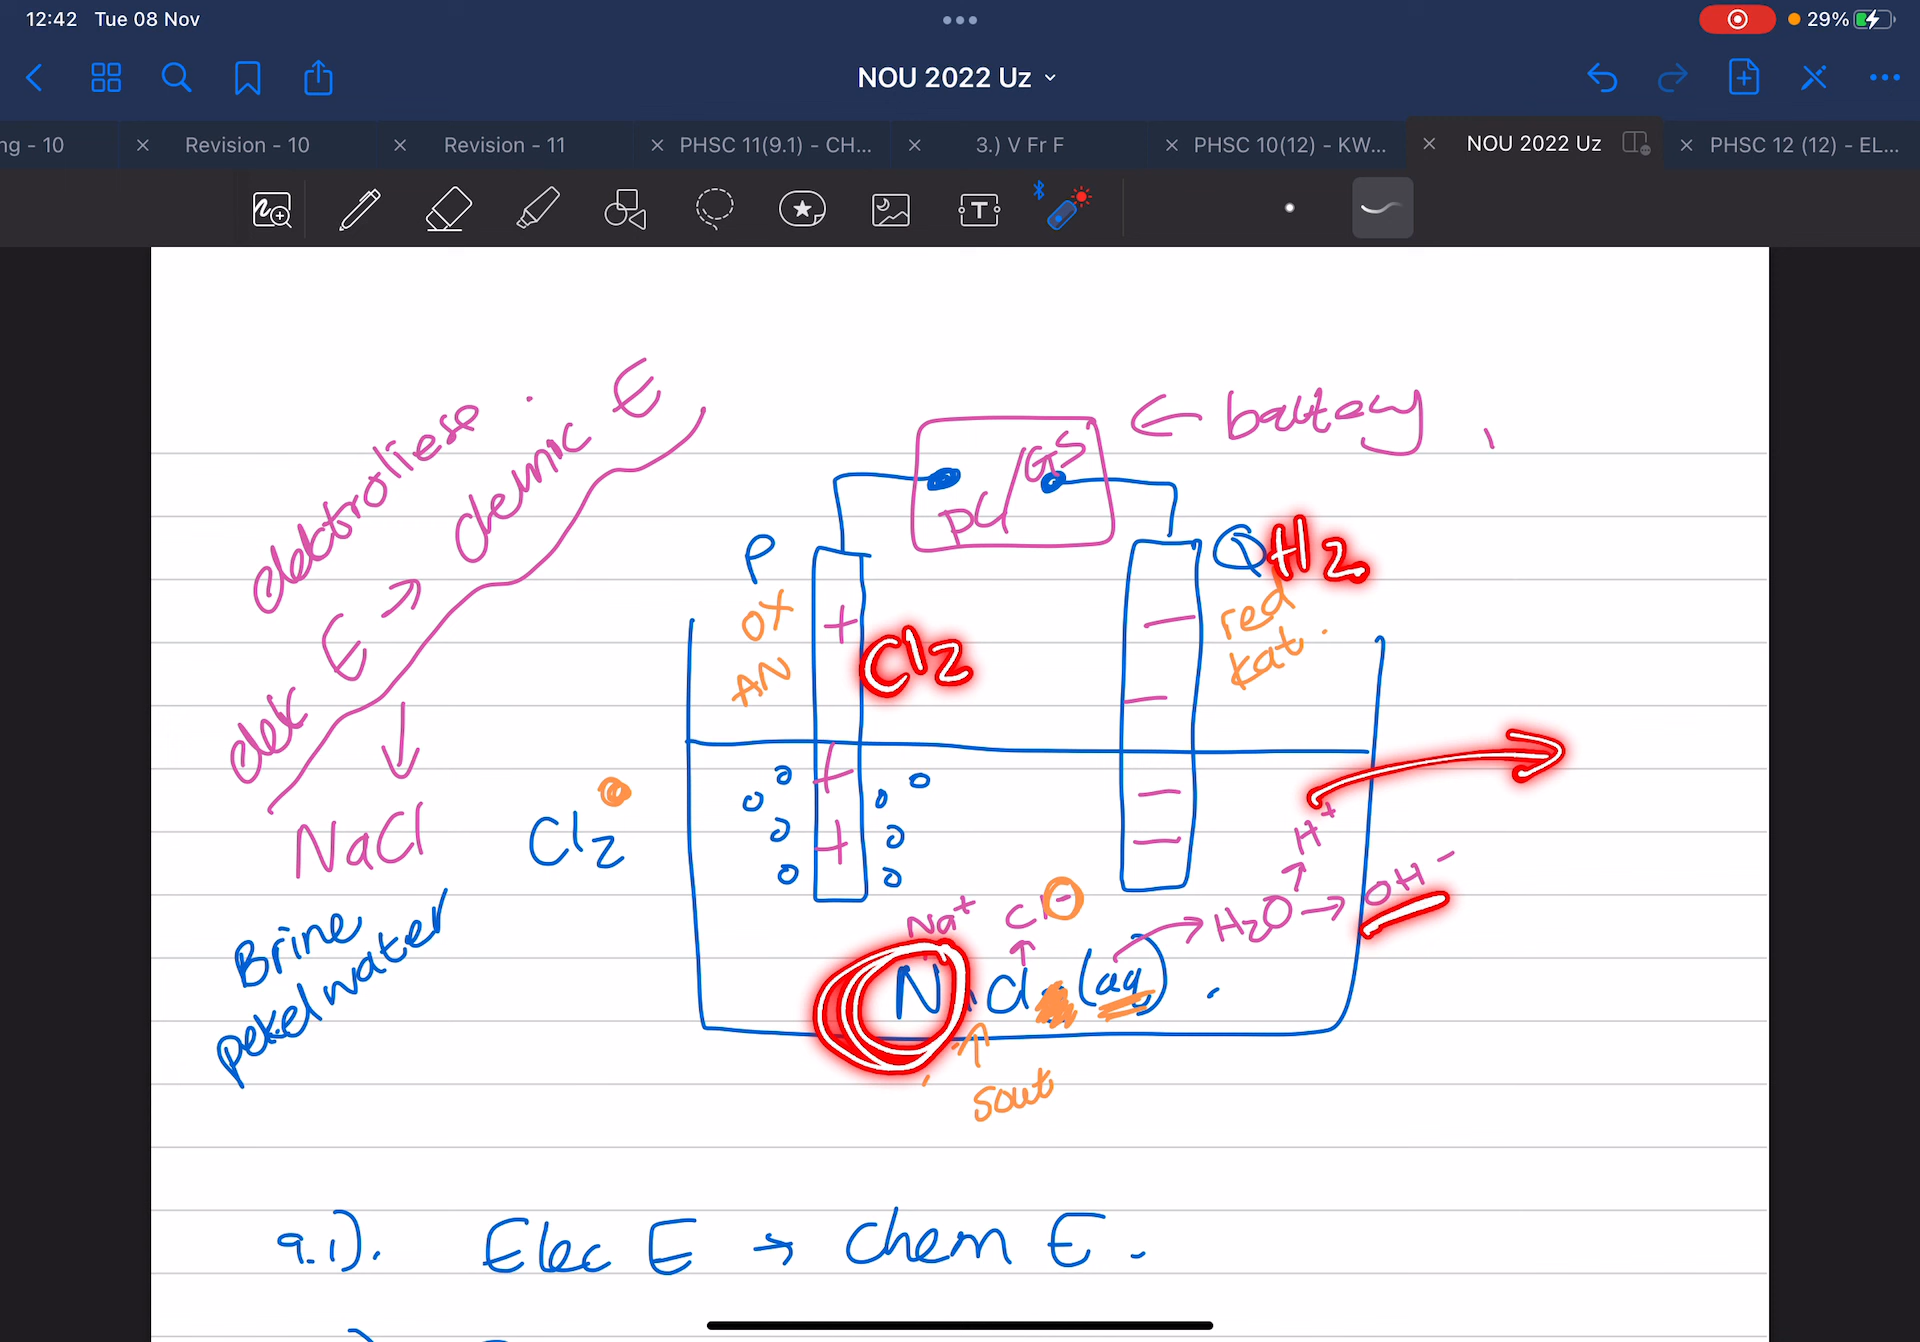 12:42 Tue 08 Nov
29%
NOU 2022 Uz
ng - 10
Revision - 10
Revision - 11
PHSC 11(9.1) - CH...
3.) V Fr F
PHSC 10(12) - KW...
NOU 2022 Uz
PHSC 12 (12) - EL...
T
elektroliese
elek E → chemic E
NaCl
Brine
pekelwater
← battery
GS
P
OX
AN
+
Cl2
Q H2
red
kat.
+
+
Cl2
H+
Na+ Cl-
H2O → OH-
(aq)
sout
9.1). Elec E → Chem E.